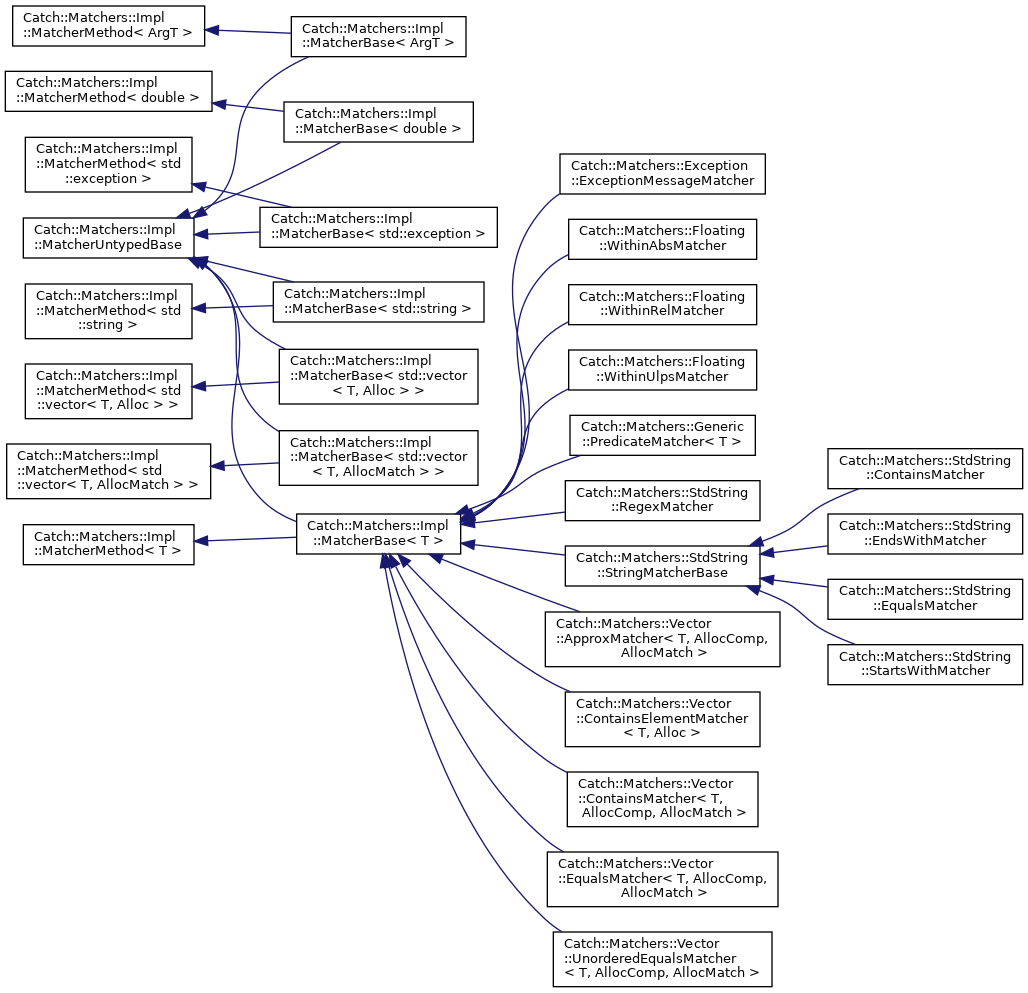 Catch::Matchers::Impl
::MatcherMethod< ArgT >
Catch::Matchers::Impl
::MatcherMethod< double >
Catch::Matchers::Impl
::MatcherMethod< std
::exception >
Catch::Matchers::Impl
::MatcherUntypedBase
Catch::Matchers::Impl
::MatcherMethod< std
::string >
Catch::Matchers::Impl
::MatcherMethod< std
::vector< T, Alloc > >
Catch::Matchers::Impl
::MatcherMethod< std
::vector< T, AllocMatch > >
Catch::Matchers::Impl
::MatcherMethod< T >
Catch::Matchers::Impl
::MatcherBase< ArgT >
Catch::Matchers::Impl
::MatcherBase< double >
Catch::Matchers::Impl
::MatcherBase< std::exception >
Catch::Matchers::Impl
::MatcherBase< std::string >
Catch::Matchers::Impl
::MatcherBase< std::vector
< T, Alloc > >
Catch::Matchers::Impl
::MatcherBase< std::vector
< T, AllocMatch > >
Catch::Matchers::Impl
::MatcherBase< T >
Catch::Matchers::Exception
::ExceptionMessageMatcher
Catch::Matchers::Floating
::WithinAbsMatcher
Catch::Matchers::Floating
::WithinRelMatcher
Catch::Matchers::Floating
::WithinUlpsMatcher
Catch::Matchers::Generic
::PredicateMatcher< T >
Catch::Matchers::StdString
::RegexMatcher
Catch::Matchers::StdString
::StringMatcherBase
Catch::Matchers::Vector
::ApproxMatcher< T, AllocComp,
AllocMatch >
Catch::Matchers::Vector
::ContainsElementMatcher
< T, Alloc >
Catch::Matchers::Vector
::ContainsMatcher< T,
AllocComp, AllocMatch >
Catch::Matchers::Vector
::EqualsMatcher< T, AllocComp,
AllocMatch >
Catch::Matchers::Vector
::UnorderedEqualsMatcher
< T, AllocComp, AllocMatch >
Catch::Matchers::StdString
::ContainsMatcher
Catch::Matchers::StdString
::EndsWithMatcher
Catch::Matchers::StdString
::EqualsMatcher
Catch::Matchers::StdString
::StartsWithMatcher